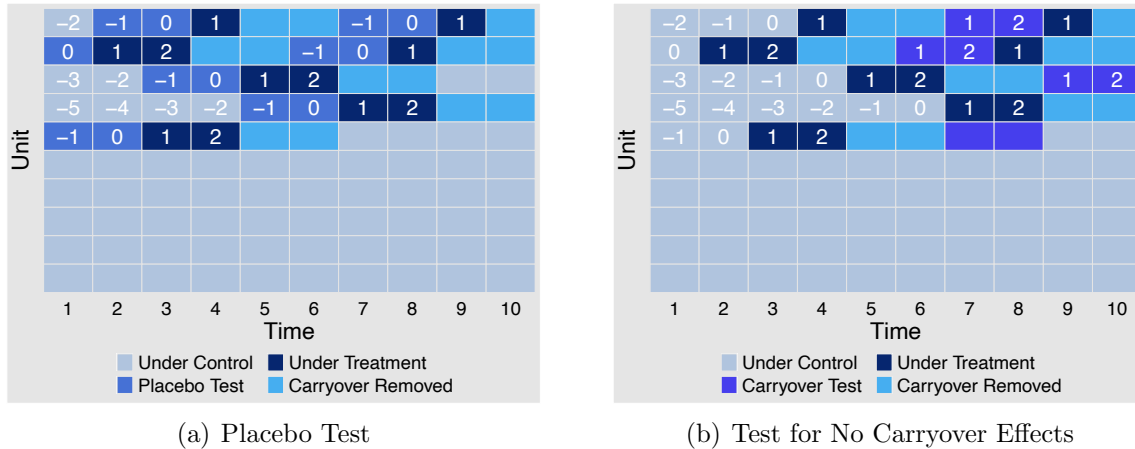 −2 −1 0 1 −1 0 1
0 1 2 −1 0 1
−3 −2 −1 0 1 2
−5 −4 −3 −2 −1 0 1 2
−1 0 1 2
Unit
1 2 3 4 5 6 7 8 9 10
Time
Under Control Under Treatment
Placebo Test Carryover Removed
(a) Placebo Test
−2 −1 0 1 1 2 1
0 1 2 1 2 1
−3 −2 −1 0 1 2 1 2
−5 −4 −3 −2 −1 0 1 2
−1 0 1 2
Unit
1 2 3 4 5 6 7 8 9 10
Time
Under Control Under Treatment
Carryover Test Carryover Removed
(b) Test for No Carryover Effects